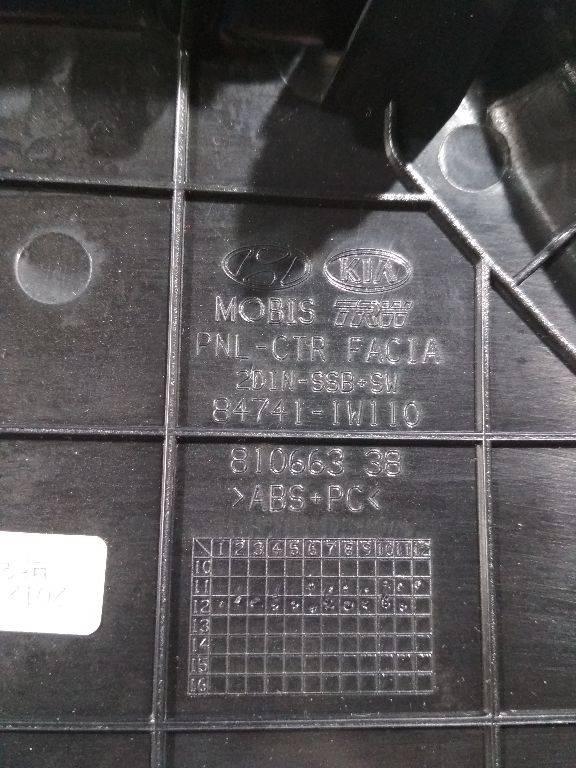 KIA
MOBIS TRW
PNL-CTR FACIA
2DIN-SSB+SW
84741-1W110
810663 38
>ABS+PC<
1 2 3 4 5 6 7 8 9 10 11 12
10
11
12
13
14
15
16